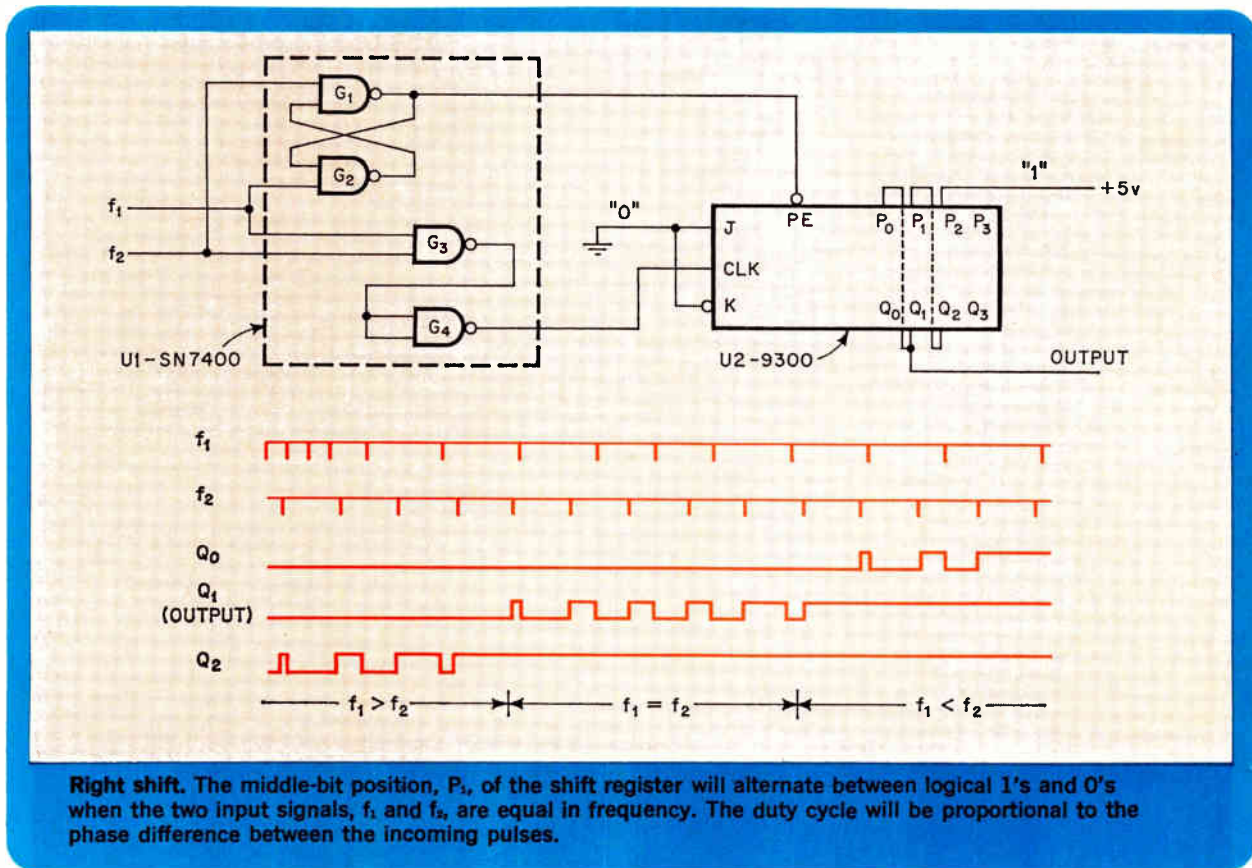 G₁
G₂
f₁
f₂
G₃
G₄
U1-SN7400
"0"
J
CLK
K
PE
P₀ P₁ P₂ P₃
Q₀ Q₁ Q₂ Q₃
"1"
+5v
U2-9300
OUTPUT
f₁
f₂
Q₀
Q₁
(OUTPUT)
Q₂
f₁ > f₂ f₁ = f₂ f₁ < f₂
Right shift. The middle-bit position, P₁, of the shift register will alternate between logical 1's and 0's
when the two input signals, f₁ and f₂, are equal in frequency. The duty cycle will be proportional to the
phase difference between the incoming pulses.